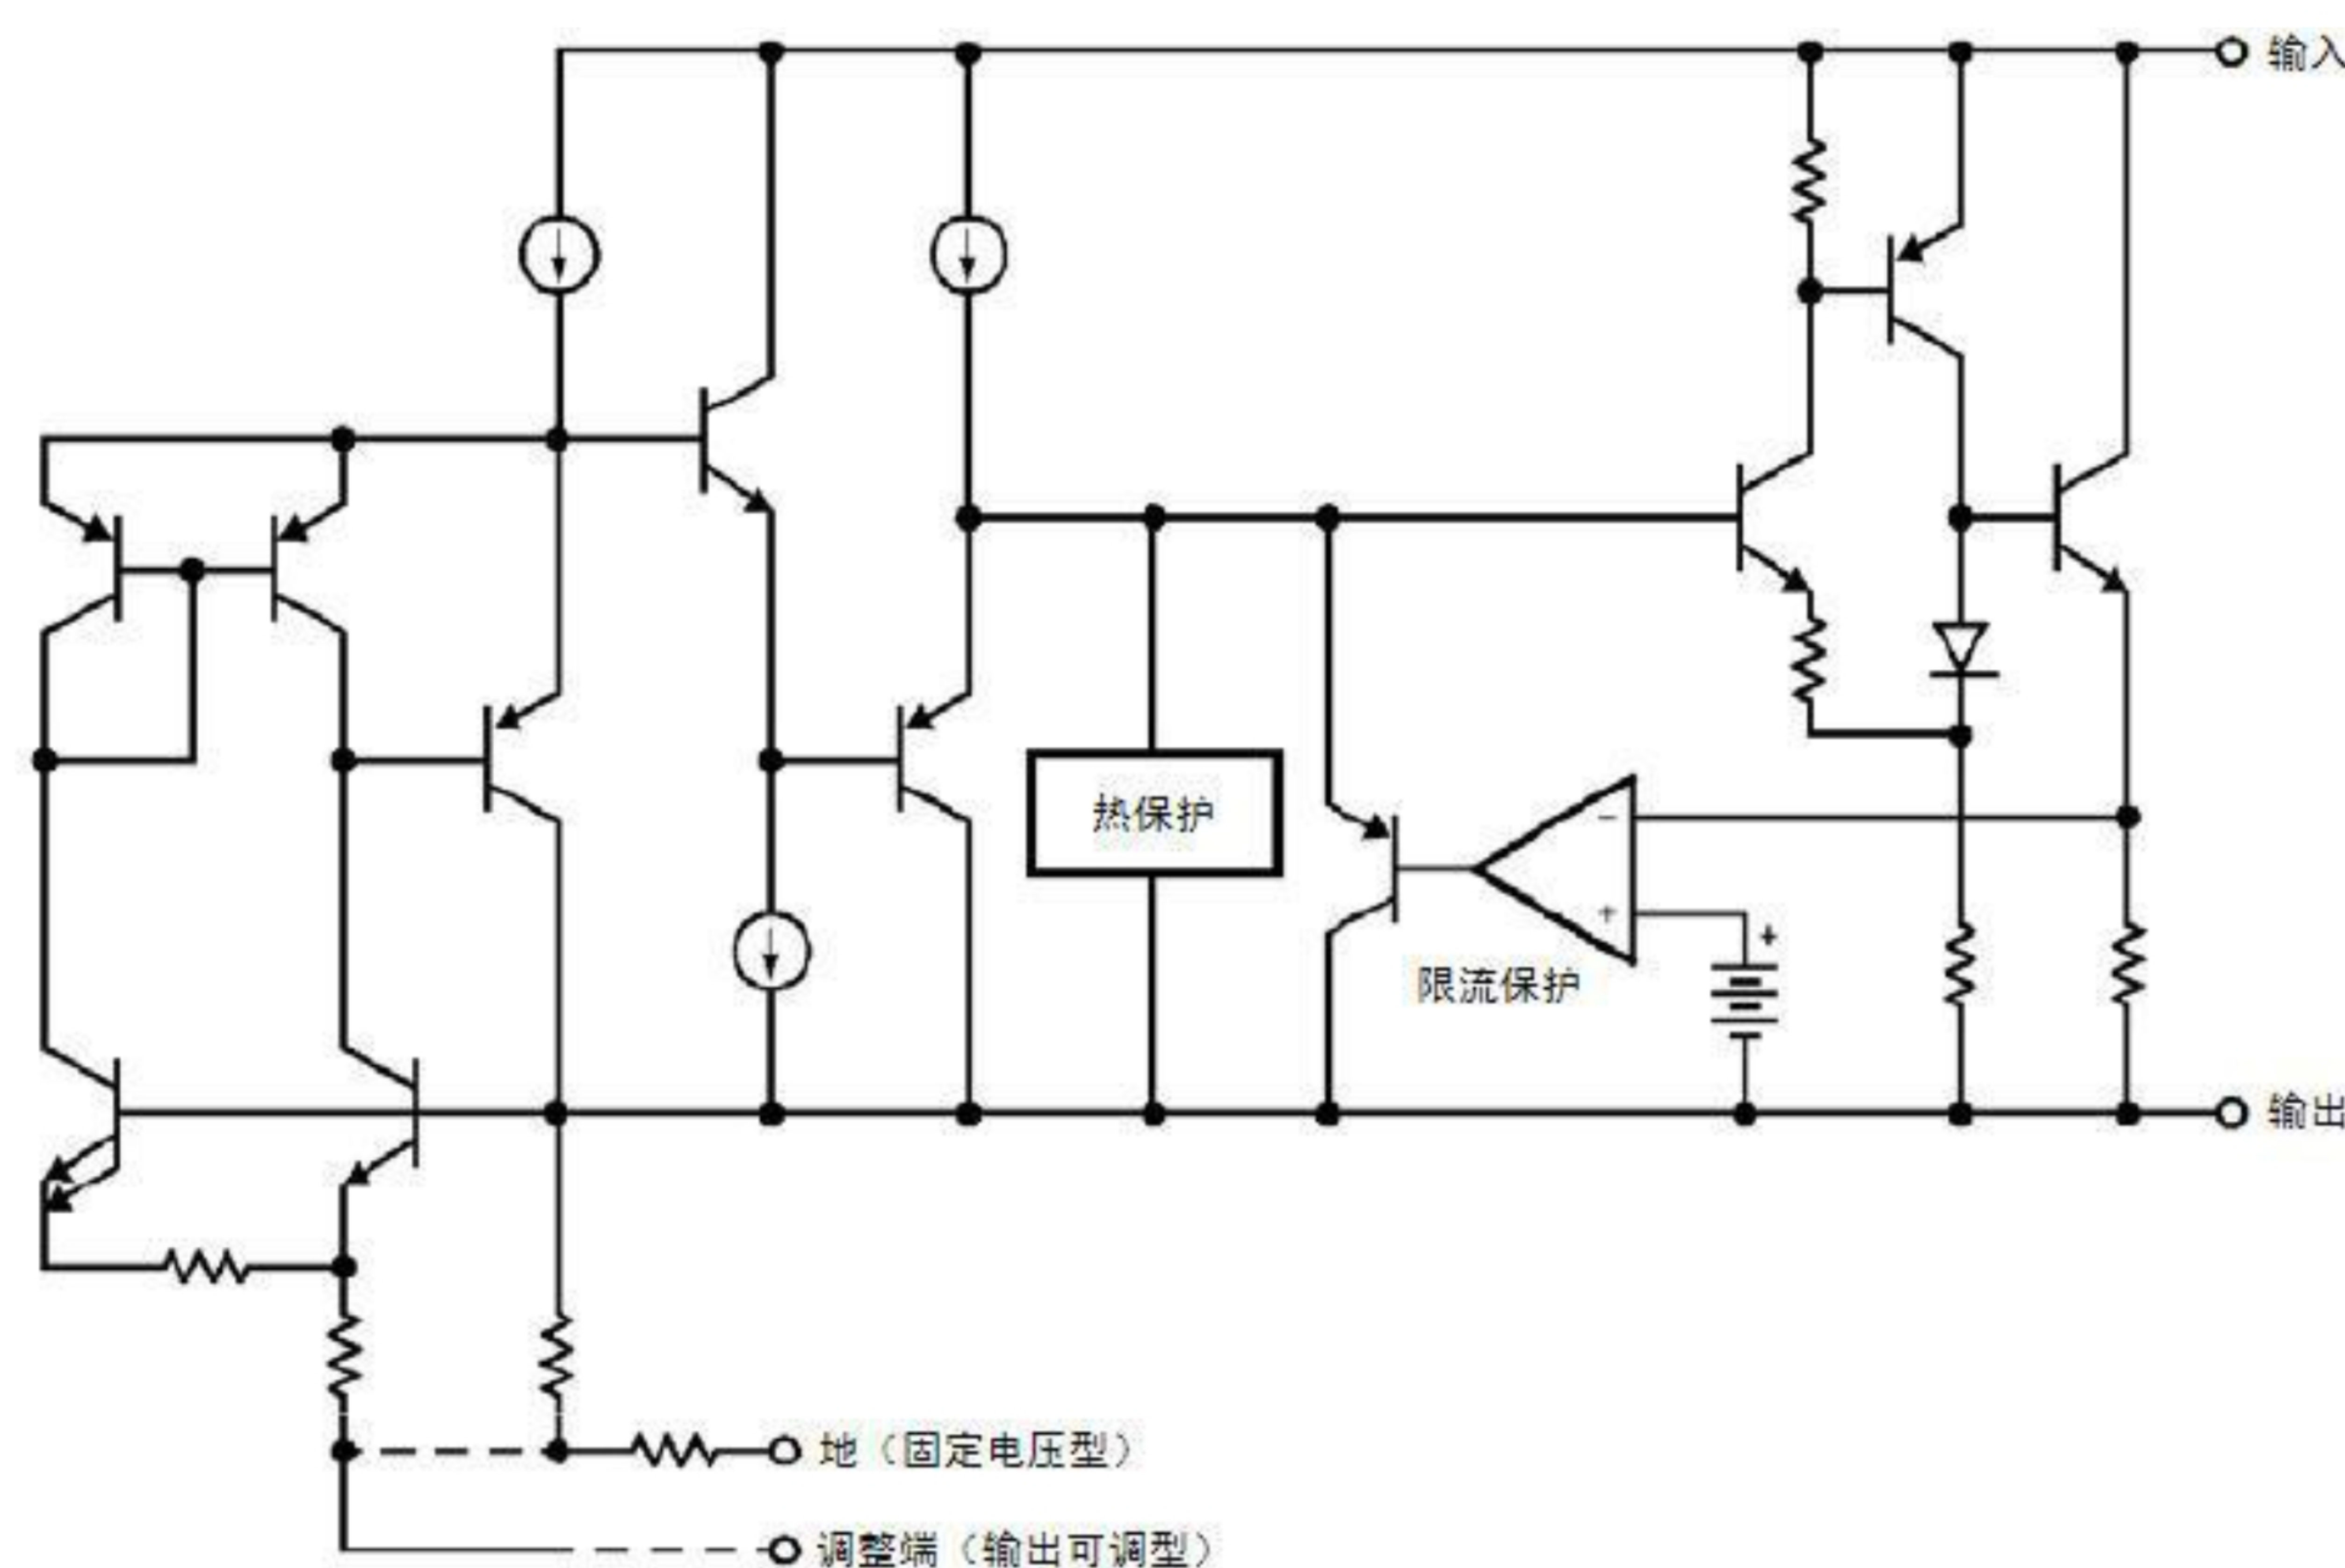 输入
热保护
−
+
+
限流保护
输出
地（固定电压型）
调整端（输出可调型）